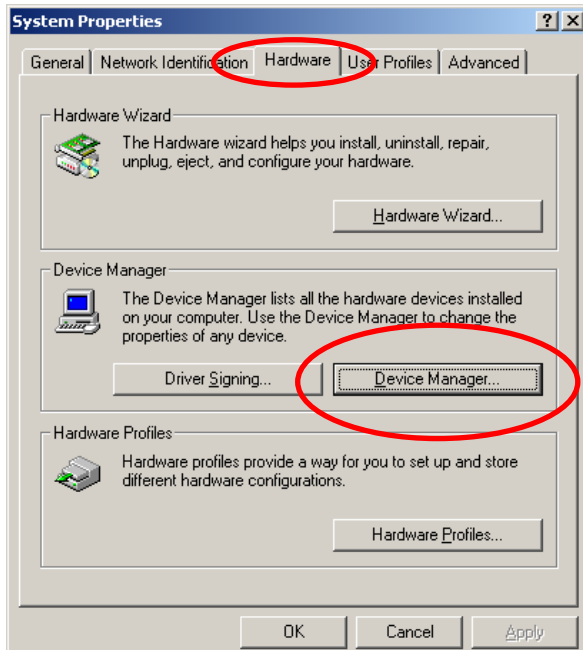 System Properties
? X
General Network Identification Hardware User Profiles Advanced
Hardware Wizard
The Hardware wizard helps you install, uninstall, repair,
unplug, eject, and configure your hardware.
Hardware Wizard...
Device Manager
The Device Manager lists all the hardware devices installed
on your computer. Use the Device Manager to change the
properties of any device.
Driver Signing... Device Manager...
Hardware Profiles
Hardware profiles provide a way for you to set up and store
different hardware configurations.
Hardware Profiles...
OK Cancel Apply